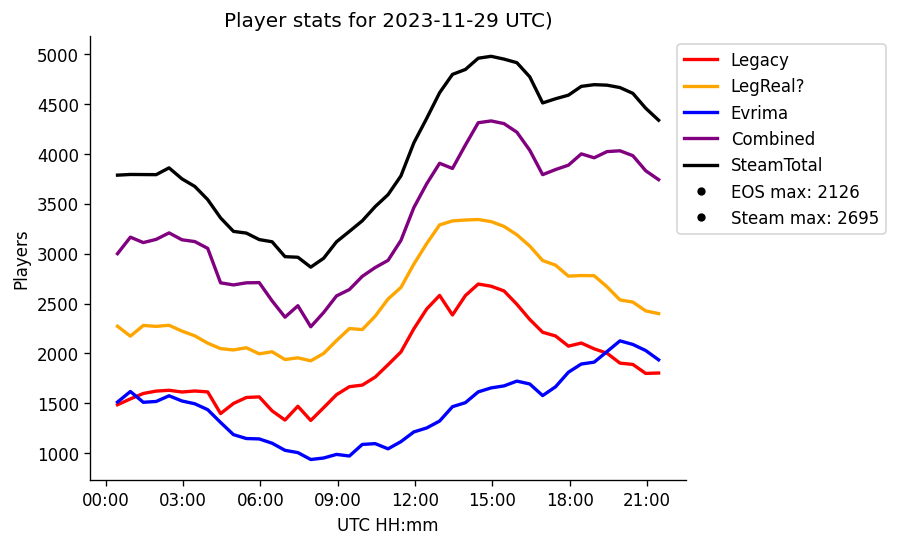 Player stats for 2023-11-29 UTC)
5000
4500
4000
3500
3000
2500
2000
1500
1000
Players
00:00 03:00 06:00 09:00 12:00 15:00 18:00 21:00
UTC HH:mm
Legacy
LegReal?
Evrima
Combined
SteamTotal
EOS max: 2126
Steam max: 2695